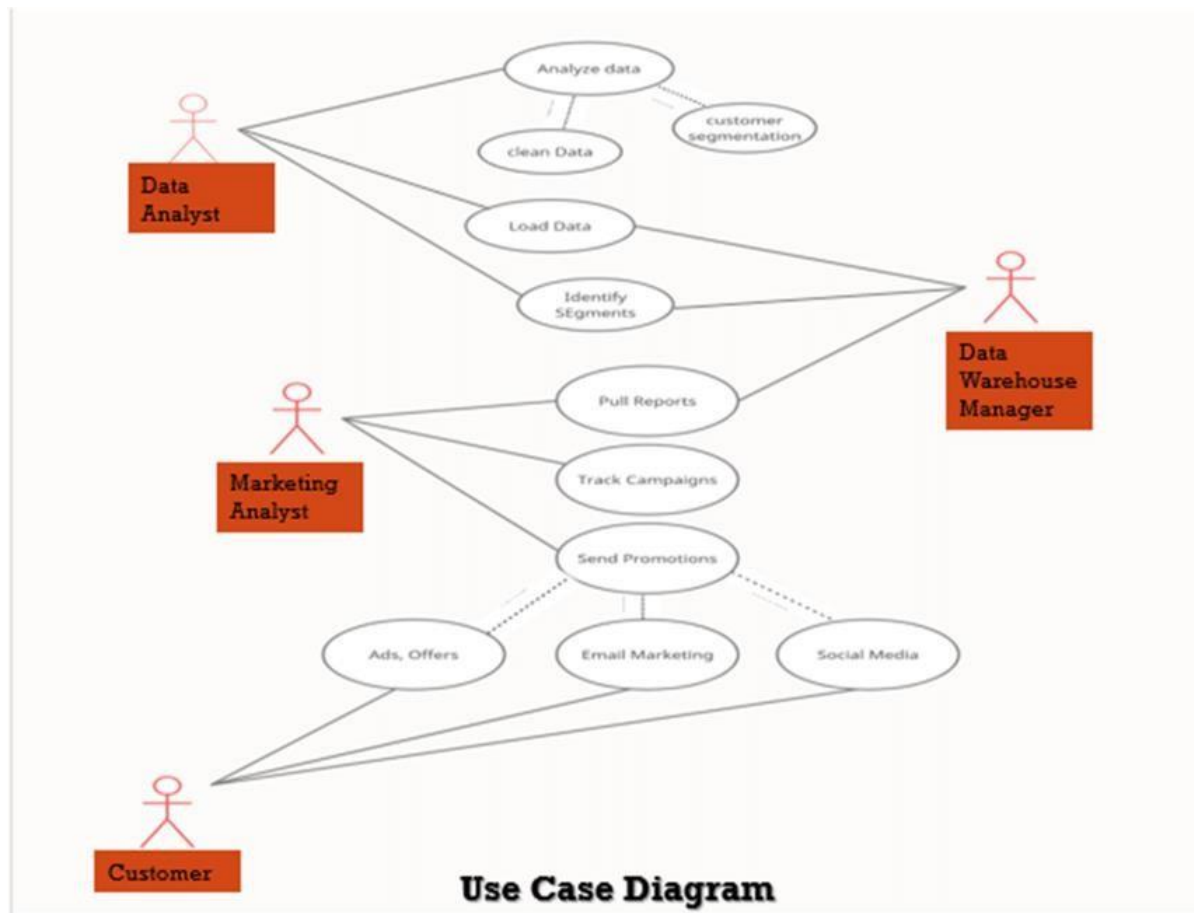 Analyze data
customer
segmentation
clean Data
Data
Analyst
Load Data
Identify
SEgments
Data
Warehouse
Manager
Pull Reports
Marketing
Analyst
Track Campaigns
Send Promotions
Ads, Offers
Email Marketing
Social Media
Customer
Use Case Diagram